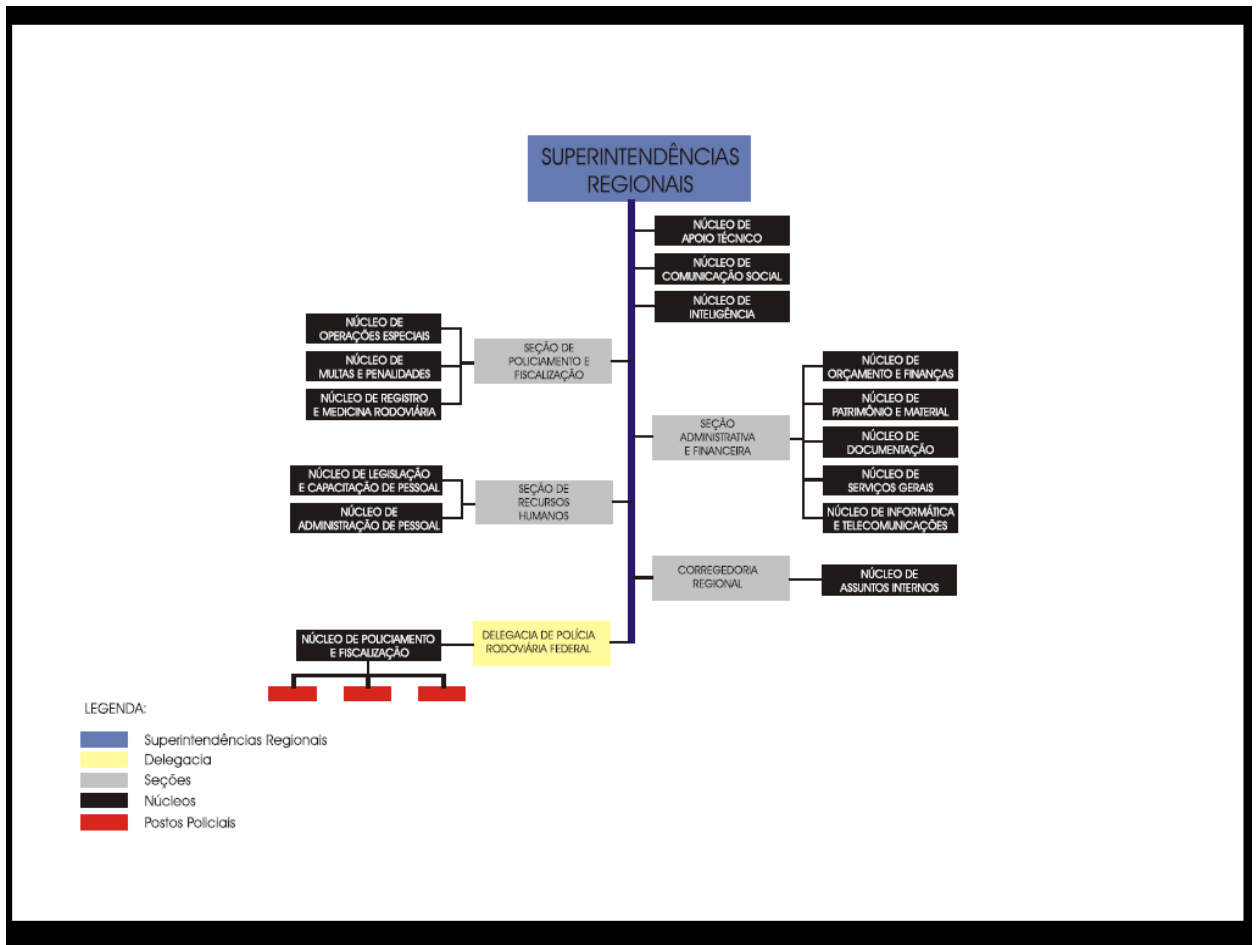 SUPERINTENDÊNCIAS
REGIONAIS
NÚCLEO DE
APOIO TÉCNICO
NÚCLEO DE
COMUNICAÇÃO SOCIAL
NÚCLEO DE
INTELIGÊNCIA
NÚCLEO DE
OPERAÇÕES ESPECIAIS
NÚCLEO DE
MULTAS E PENALIDADES
NÚCLEO DE REGISTRO
E MEDICINA RODOVIÁRIA
SEÇÃO DE
POLICIAMENTO E
FISCALIZAÇÃO
SEÇÃO
ADMINISTRATIVA
E FINANCEIRA
NÚCLEO DE
ORÇAMENTO E FINANÇAS
NÚCLEO DE
PATRIMÔNIO E MATERIAL
NÚCLEO DE
DOCUMENTAÇÃO
NÚCLEO DE
SERVIÇOS GERAIS
NÚCLEO DE INFORMÁTICA
E TELECOMUNICAÇÕES
NÚCLEO DE LEGISLAÇÃO
E CAPACITAÇÃO DE PESSOAL
NÚCLEO DE
ADMINISTRAÇÃO DE PESSOAL
SEÇÃO DE
RECURSOS
HUMANOS
CORREGEDORIA
REGIONAL
NÚCLEO DE
ASSUNTOS INTERNOS
NÚCLEO DE POLICIAMENTO
E FISCALIZAÇÃO
DELEGACIA DE POLÍCIA
RODOVIÁRIA FEDERAL
LEGENDA:
Superintendências Regionais
Delegacia
Seções
Núcleos
Postos Policiais